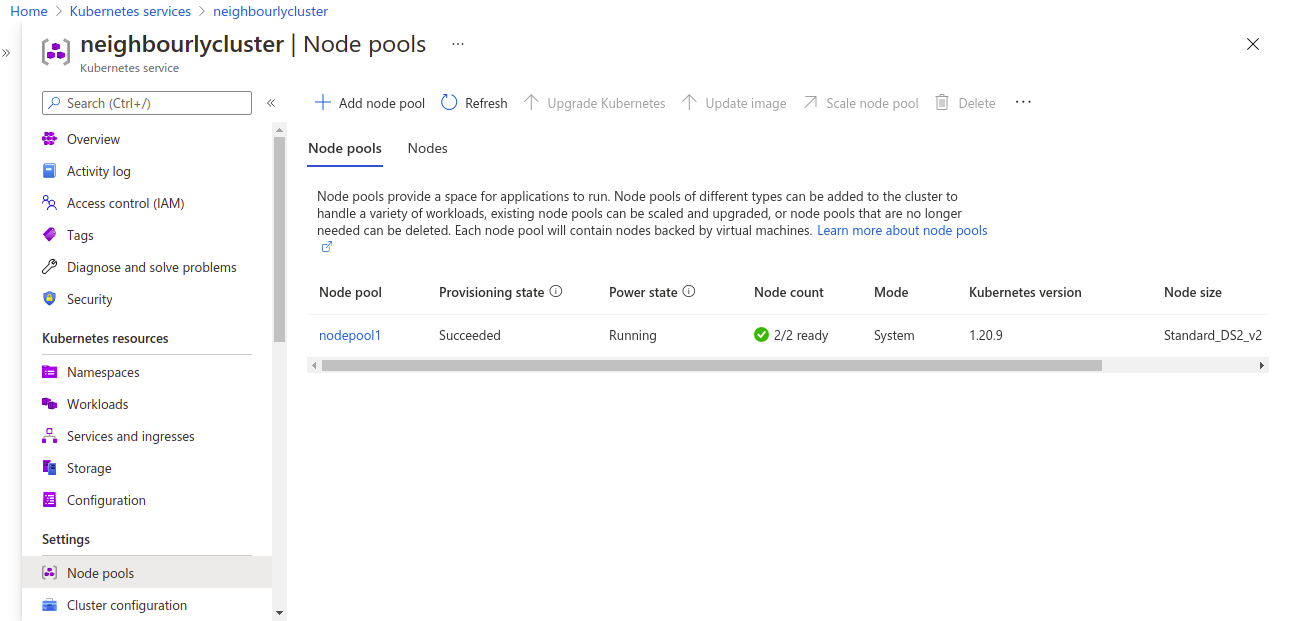 Home > Kubernetes services > neighbourlycluster
neighbourlycluster | Node pools ...
Kubernetes service
Search (Ctrl+/)
Overview
Activity log
Access control (IAM)
Tags
Diagnose and solve problems
Security
Kubernetes resources
Namespaces
Workloads
Services and ingresses
Storage
Configuration
Settings
Node pools
Cluster configuration
Add node pool Refresh Upgrade Kubernetes Update image Scale node pool Delete ...
Node pools Nodes
Node pools provide a space for applications to run. Node pools of different types can be added to the cluster to
handle a variety of workloads, existing node pools can be scaled and upgraded, or node pools that are no longer
needed can be deleted. Each node pool will contain nodes backed by virtual machines. Learn more about node pools
Node pool Provisioning state Power state Node count Mode Kubernetes version Node size
nodepool1 Succeeded Running 2/2 ready System 1.20.9 Standard_DS2_v2